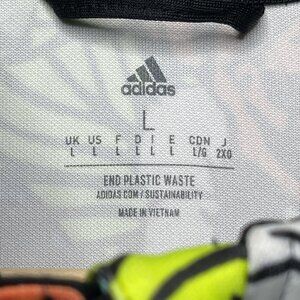 adidas
L
UK US F D I E CDN J
L L L L L L L/G 2XO
END PLASTIC WASTE
ADIDAS.COM / SUSTAINABILITY
MADE IN VIETNAM